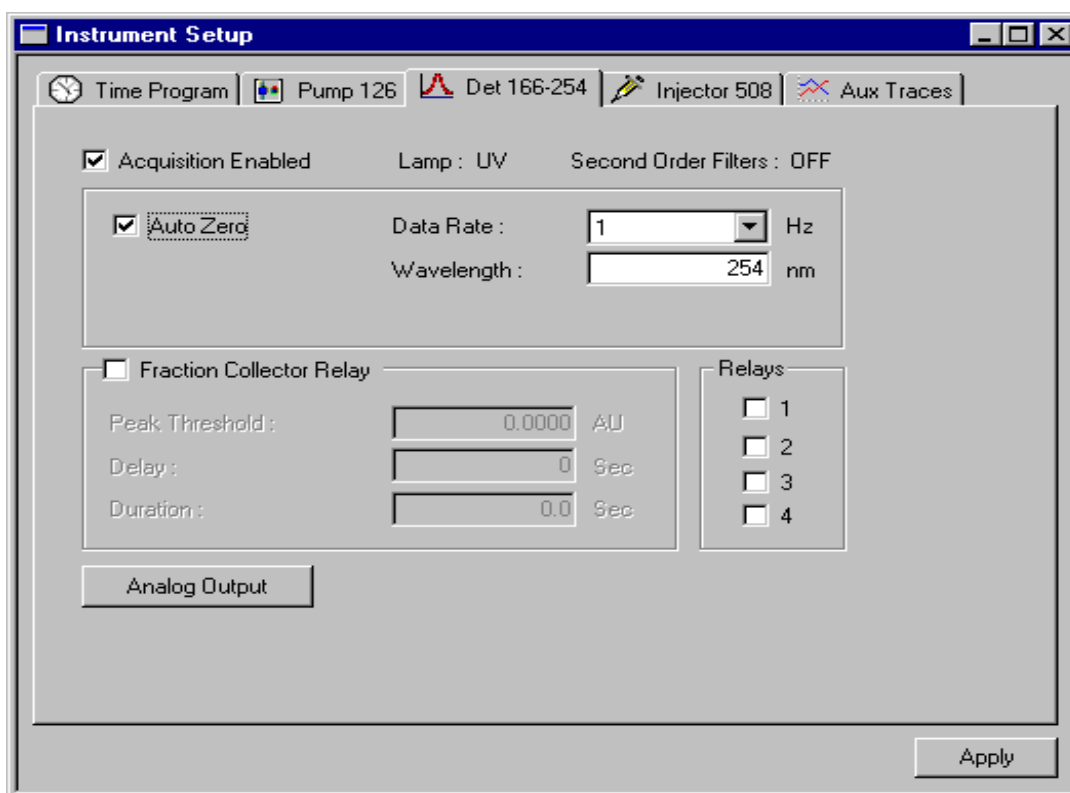 Instrument Setup
Time Program Pump 126 Det 166-254 Injector 508 Aux Traces
Acquisition Enabled Lamp : UV Second Order Filters : OFF
Auto Zero Data Rate : 1 Hz
Wavelength : 254 nm
Fraction Collector Relay Relays
Peak Threshold : 0.0000 AU 1
2
Delay : 0 Sec
3
Duration : 0.0 Sec 4
Analog Output
Apply